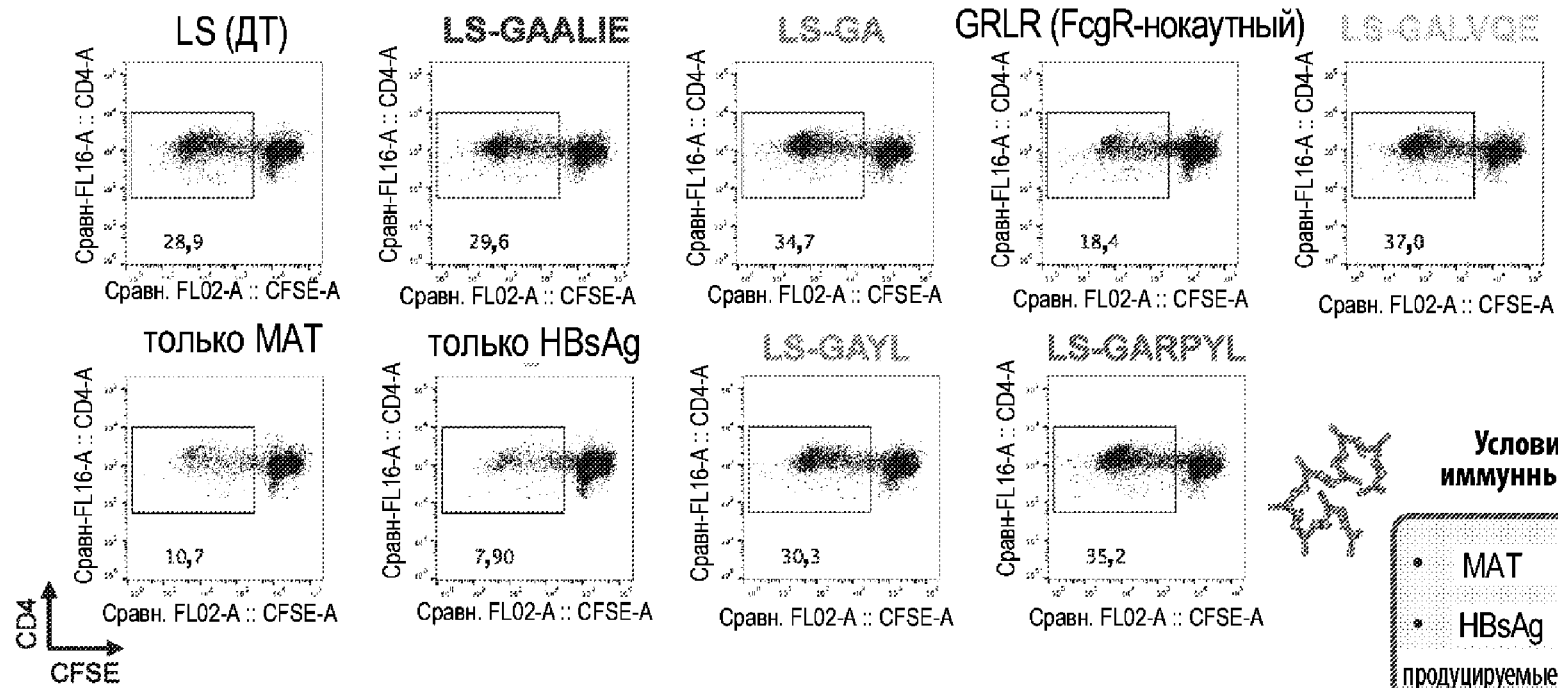 LS (ДТ)
LS-GAALIE
LS-GA
GRLR (FcgR-нокаутный)
LS-GALVQE
Сравн-FL16-A :: CD4-A
28,9
Сравн. FL02-A :: CFSE-A
Сравн-FL16-A :: CD4-A
29,6
Сравн. FL02-A :: CFSE-A
Сравн-FL16-A :: CD4-A
34,7
Сравн. FL02-A :: CFSE-A
Сравн-FL16-A :: CD4-A
18,4
Сравн. FL02-A :: CFSE-A
Сравн-FL16-A :: CD4-A
37,0
Сравн. FL02-A :: CFSE-A
только МАТ
только HBsAg
LS-GAYL
LS-GARPYL
Сравн-FL16-A :: CD4-A
10,7
Сравн. FL02-A :: CFSE-A
Сравн-FL16-A :: CD4-A
7,90
Сравн. FL02-A :: CFSE-A
Сравн-FL16-A :: CD4-A
30,3
Сравн. FL02-A :: CFSE-A
Сравн-FL16-A :: CD4-A
35,2
Сравн. FL02-A :: CFSE-A
CD4
CFSE
Услови
иммуннь
• МАТ
• HBsAg
продуцируемые